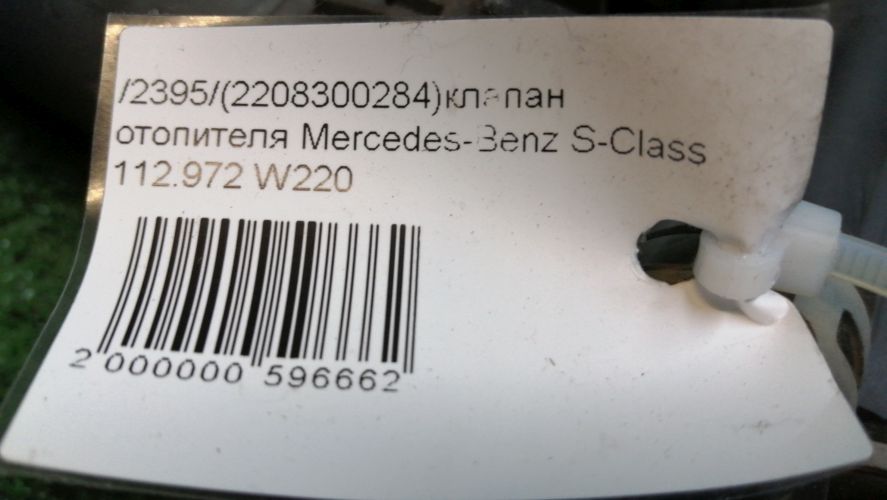 /2395/(2208300284)клапан
отопителя Mercedes-Benz S-Class
112.972 W220
2 000000 596662